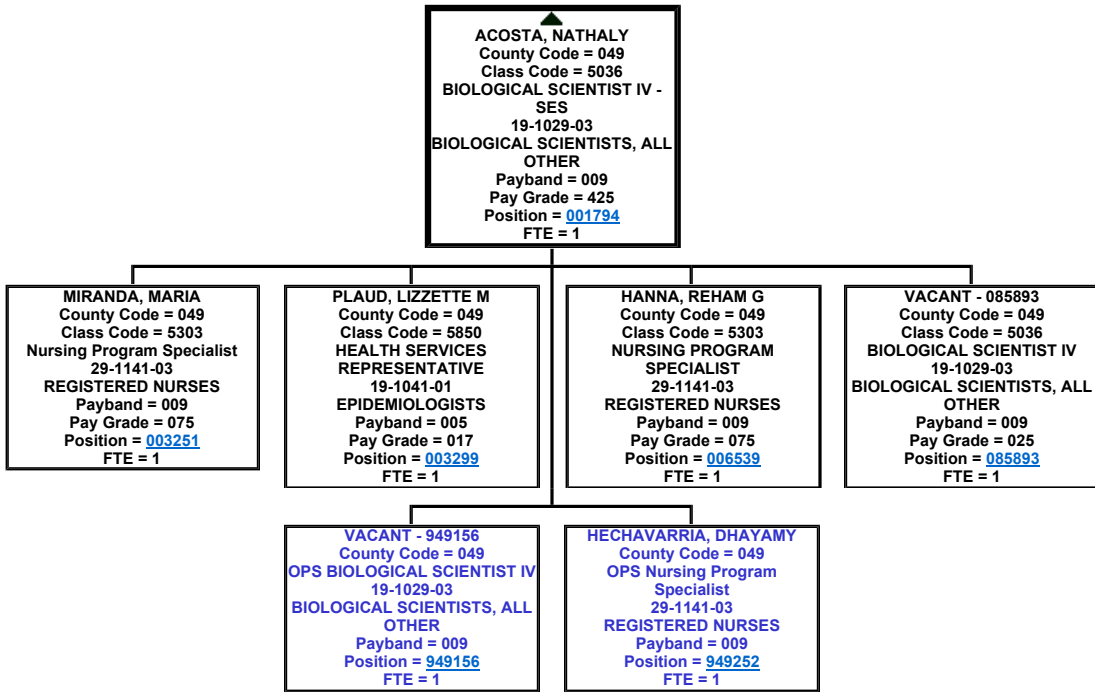 ACOSTA, NATHALY
County Code = 049
Class Code = 5036
BIOLOGICAL SCIENTIST IV -
SES
19-1029-03
BIOLOGICAL SCIENTISTS, ALL
OTHER
Payband = 009
Pay Grade = 425
Position = 001794
FTE = 1
MIRANDA, MARIA
County Code = 049
Class Code = 5303
Nursing Program Specialist
29-1141-03
REGISTERED NURSES
Payband = 009
Pay Grade = 075
Position = 003251
FTE = 1
PLAUD, LIZZETTE M
County Code = 049
Class Code = 5850
HEALTH SERVICES
REPRESENTATIVE
19-1041-01
EPIDEMIOLOGISTS
Payband = 005
Pay Grade = 017
Position = 003299
FTE = 1
HANNA, REHAM G
County Code = 049
Class Code = 5303
NURSING PROGRAM
SPECIALIST
29-1141-03
REGISTERED NURSES
Payband = 009
Pay Grade = 075
Position = 006539
FTE = 1
VACANT - 085893
County Code = 049
Class Code = 5036
BIOLOGICAL SCIENTIST IV
19-1029-03
BIOLOGICAL SCIENTISTS, ALL
OTHER
Payband = 009
Pay Grade = 025
Position = 085893
FTE = 1
VACANT - 949156
County Code = 049
OPS BIOLOGICAL SCIENTIST IV
19-1029-03
BIOLOGICAL SCIENTISTS, ALL
OTHER
Payband = 009
Position = 949156
FTE = 1
HECHAVARRIA, DHAYAMY
County Code = 049
OPS Nursing Program
Specialist
29-1141-03
REGISTERED NURSES
Payband = 009
Position = 949252
FTE = 1